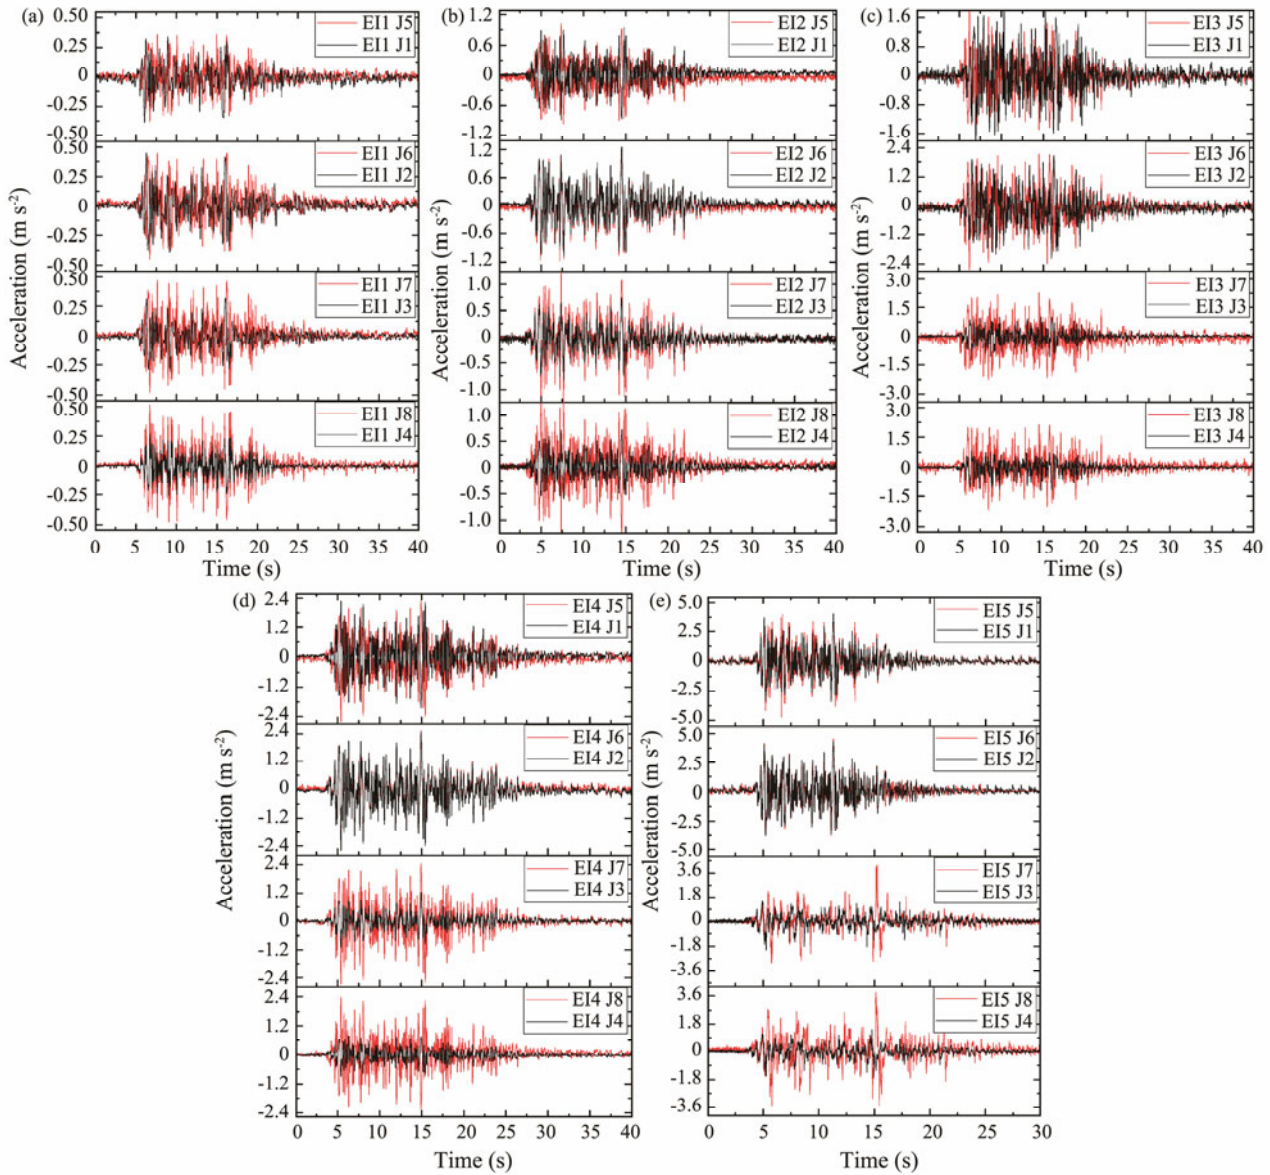 (a)
Acceleration (m s⁻²)
0.50
0.25
0
-0.25
0.50
EI1 J5
EI1 J1
0.50
0.25
0
-0.25
0.50
EI1 J6
EI1 J2
0.50
0.25
0
-0.25
-0.50
EI1 J7
EI1 J3
0.50
0.25
0
-0.25
-0.50
EI1 J8
EI1 J4
0 5 10 15 20 25 30 35 40
Time (s)
(b)
Acceleration (m s⁻²)
1.2
0.6
0
-0.6
-1.2
EI2 J5
EI2 J1
1.2
0.6
0
-0.6
-1.2
EI2 J6
EI2 J2
1.0
0.5
0
-0.5
-1.0
EI2 J7
EI2 J3
1.0
0.5
0
-0.5
-1.0
EI2 J8
EI2 J4
0 5 10 15 20 25 30 35 40
Time (s)
(c)
Acceleration (m s⁻²)
1.6
0.8
0
-0.8
-1.6
EI3 J5
EI3 J1
2.4
1.2
0
-1.2
-2.4
EI3 J6
EI3 J2
3.0
1.5
0
-1.5
-3.0
EI3 J7
EI3 J3
3.0
1.5
0
-1.5
-3.0
EI3 J8
EI3 J4
0 5 10 15 20 25 30 35 40
Time (s)
(d)
Acceleration (m s⁻²)
2.4
1.2
0
-1.2
-2.4
EI4 J5
EI4 J1
2.4
1.2
0
-1.2
-2.4
EI4 J6
EI4 J2
2.4
1.2
0
-1.2
-2.4
EI4 J7
EI4 J3
2.4
1.2
0
-1.2
-2.4
EI4 J8
EI4 J4
0 5 10 15 20 25 30 35 40
Time (s)
(e)
Acceleration (m s⁻²)
5.0
2.5
0
-2.5
-5.0
EI5 J5
EI5 J1
5.0
2.5
0
-2.5
-5.0
EI5 J6
EI5 J2
3.6
1.8
0
-1.8
-3.6
EI5 J7
EI5 J3
3.6
1.8
0
-1.8
-3.6
EI5 J8
EI5 J4
0 5 10 15 20 25 30
Time (s)